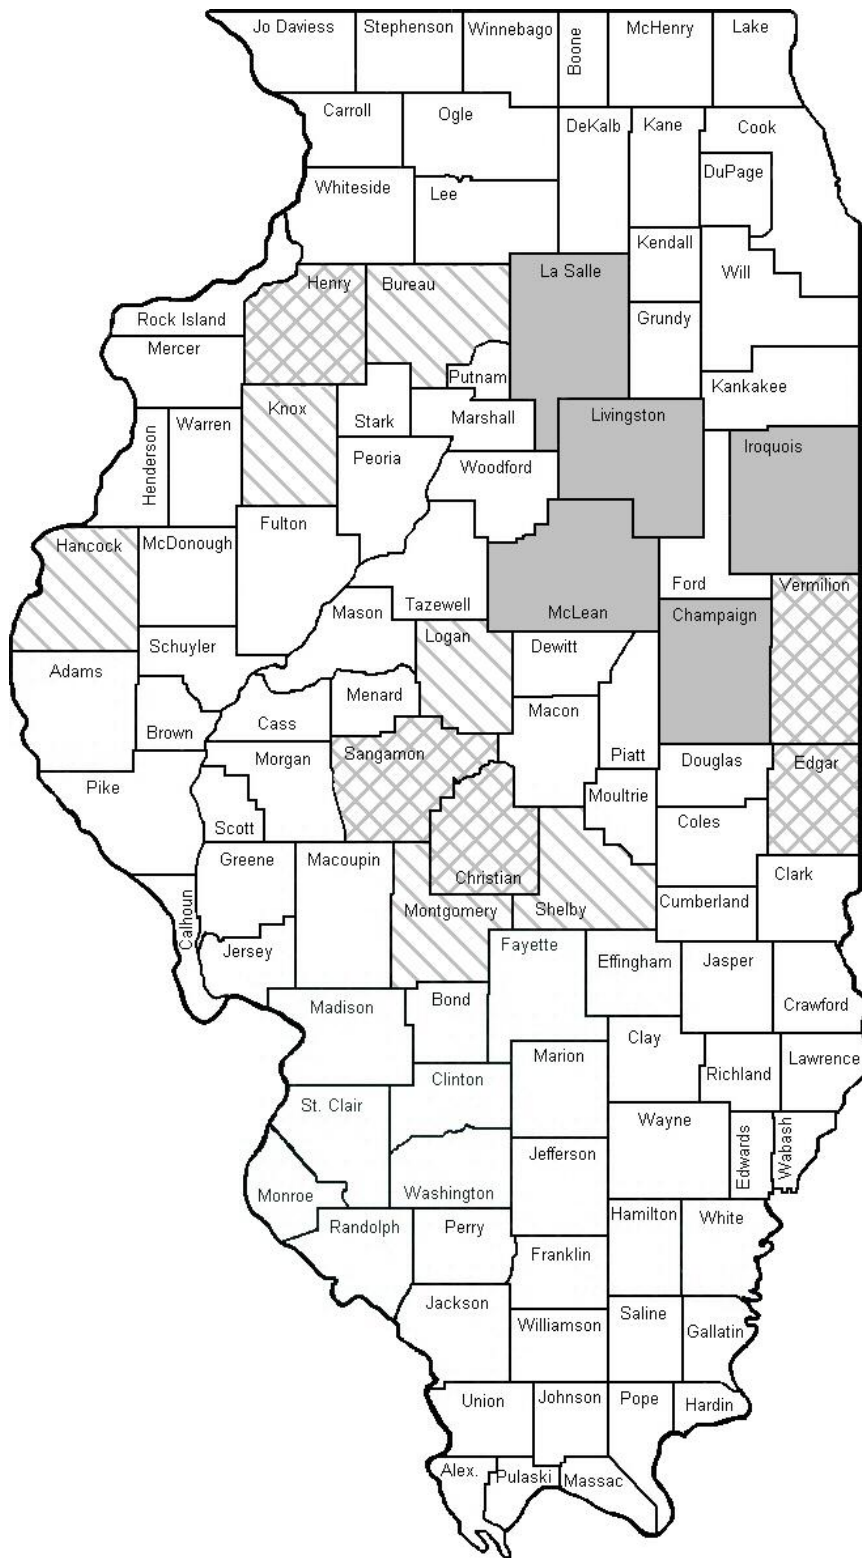 Jo Daviess
Stephenson
Winnebago
Boone
McHenry
Lake
Carroll
Ogle
DeKalb
Kane
Cook
DuPage
Whiteside
Lee
Kendall
La Salle
Will
Henry
Bureau
Rock Island
Grundy
Mercer
Putnam
Kankakee
Knox
Stark
Marshall
Livingston
Warren
Henderson
Iroquois
Peoria
Woodford
Fulton
Hancock
McDonough
Ford
Vermilion
Mason
Tazewell
McLean
Champaign
Schuyler
Logan
Dewitt
Adams
Menard
Brown
Cass
Macon
Morgan
Sangamon
Piatt
Douglas
Edgar
Pike
Moultrie
Scott
Coles
Greene
Macoupin
Christian
Clark
Calhoun
Montgomery
Shelby
Cumberland
Jersey
Fayette
Effingham
Jasper
Madison
Bond
Crawford
Clay
Marion
Lawrence
Clinton
Richland
St. Clair
Wayne
Edwards
Wabash
Jefferson
Monroe
Washington
Randolph
Perry
Hamilton
White
Franklin
Jackson
Williamson
Saline
Gallatin
Union
Johnson
Pope
Hardin
Alex.
Pulaski
Massac